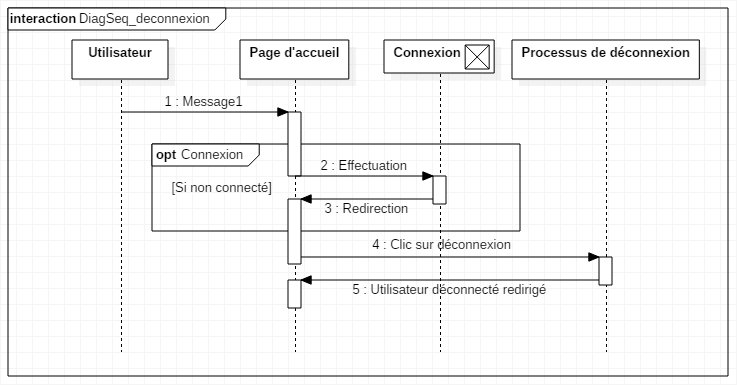 interaction DiagSeq_deconnexion
Utilisateur
Page d'accueil
Connexion
Processus de déconnexion
1 : Message1
opt Connexion
2 : Effectuation
[Si non connecté]
3 : Redirection
4 : Clic sur déconnexion
5 : Utilisateur déconnecté redirigé